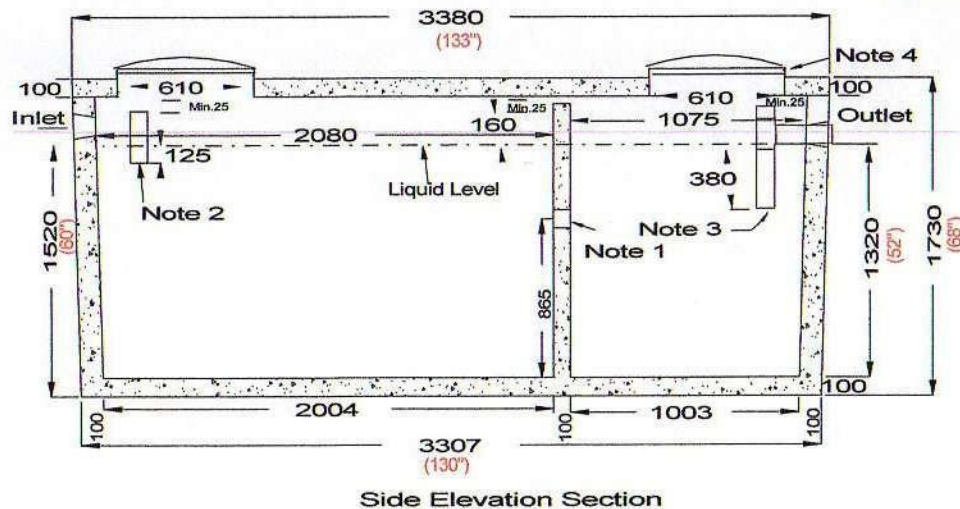 3380
(133")
Note 4
100
610
Min.25
Min.25
610
Min.25
100
Inlet
2080
160
1075
Outlet
125
Liquid Level
380
Note 2
Note 3
Note 1
1520
(60")
865
1320
(52")
1730
(68")
100
2004
1003
100
100
100
3307
(130")
Side Elevation Section